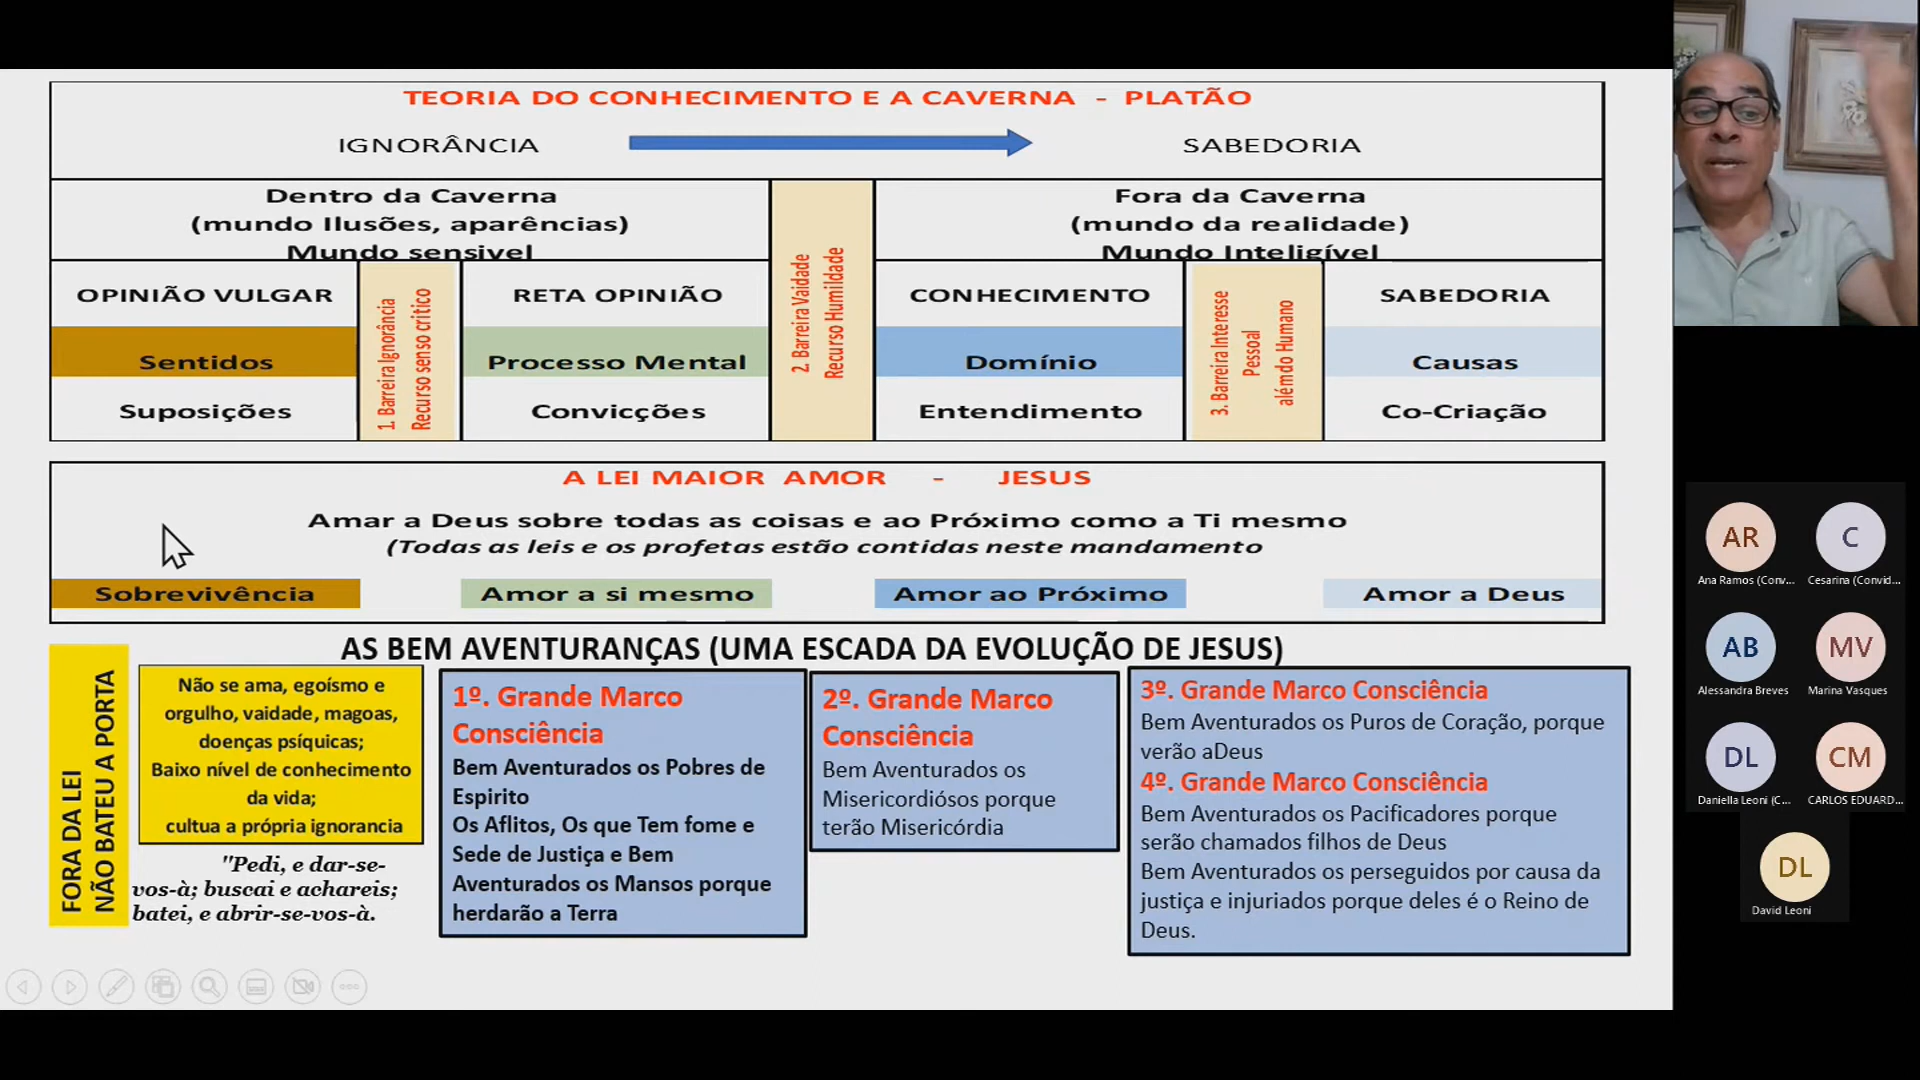 TEORIA DO CONHECIMENTO E A CAVERNA - PLATÃO
IGNORÂNCIA
SABEDORIA
Dentro da Caverna
(mundo Ilusões, aparências)
Mundo sensivel
Fora da Caverna
(mundo da realidade)
Mundo Inteligível
OPINIÃO VULGAR
Sentidos
Suposições
1. Barreira Ignorância
Recurso senso critico
RETA OPINIÃO
Processo Mental
Convicções
2. Barreira Vaidade
Recurso Humildade
CONHECIMENTO
Domínio
Entendimento
3. Barreira Interesse
Pessoal
alémdo Humano
SABEDORIA
Causas
Co-Criação
A LEI MAIOR AMOR - JESUS
Amar a Deus sobre todas as coisas e ao Próximo como a Ti mesmo
(Todas as leis e os profetas estão contidas neste mandamento
Sobrevivência
Amor a si mesmo
Amor ao Próximo
Amor a Deus
AS BEM AVENTURANÇAS (UMA ESCADA DA EVOLUÇÃO DE JESUS)
FORA DA LEI
NÃO BATEU A PORTA
Não se ama, egoísmo e
orgulho, vaidade, magoas,
doenças psíquicas;
Baixo nível de conhecimento
da vida;
cultua a própria ignorancia
"Pedi, e dar-se-
vos-à; buscai e achareis;
batei, e abrir-se-vos-à.
1º. Grande Marco
Consciência
Bem Aventurados os Pobres de
Espirito
Os Aflitos, Os que Tem fome e
Sede de Justiça e Bem
Aventurados os Mansos porque
herdarão a Terra
2º. Grande Marco
Consciência
Bem Aventurados os
Misericordiósos porque
terão Misericórdia
3º. Grande Marco Consciência
Bem Aventurados os Puros de Coração, porque
verão aDeus
4º. Grande Marco Consciência
Bem Aventurados os Pacificadores porque
serão chamados filhos de Deus
Bem Aventurados os perseguidos por causa da
justiça e injuriados porque deles é o Reino de
Deus.
AR
Ana Ramos (Conv...
C
Cesarina (Convid...
AB
Alessandra Breves
MV
Marina Vasques
DL
Daniella Leoni (C...
CM
CARLOS EDUARD...
DL
David Leoni